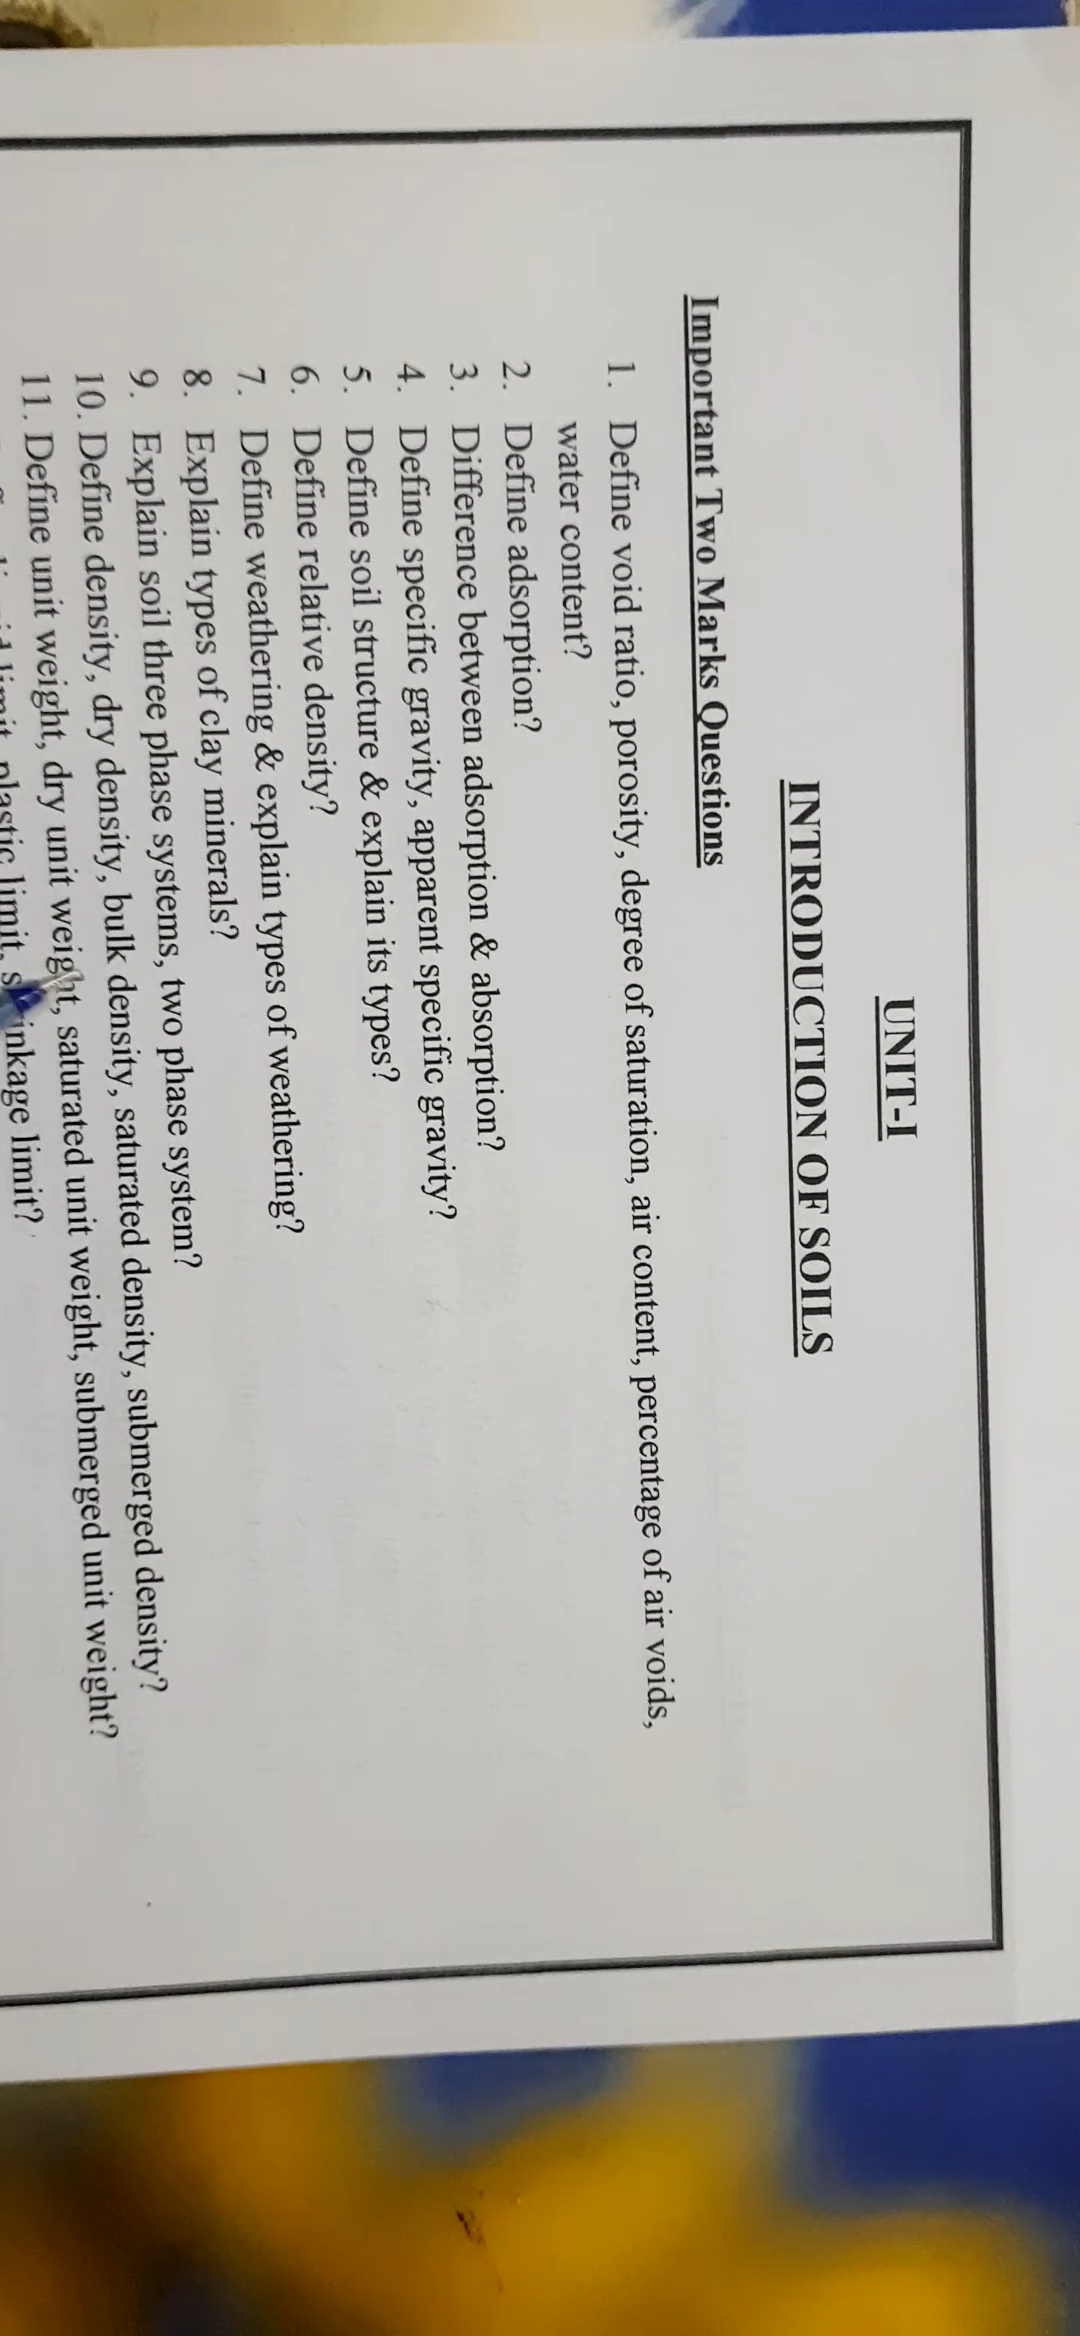 UNIT-I
INTRODUCTION OF SOILS
Important Two Marks Questions
1. Define void ratio, porosity, degree of saturation, air content, percentage of air voids,
water content?
2. Define adsorption?
3. Difference between adsorption & absorption?
4. Define specific gravity, apparent specific gravity?
5. Define soil structure & explain its types?
6. Define relative density?
7. Define weathering & explain types of weathering?
8. Explain types of clay minerals?
9. Explain soil three phase systems, two phase system?
10. Define density, dry density, bulk density, saturated density, submerged density?
11. Define unit weight, dry unit weight, saturated unit weight, submerged unit weight?
limit, plastic limit, shrinkage limit?